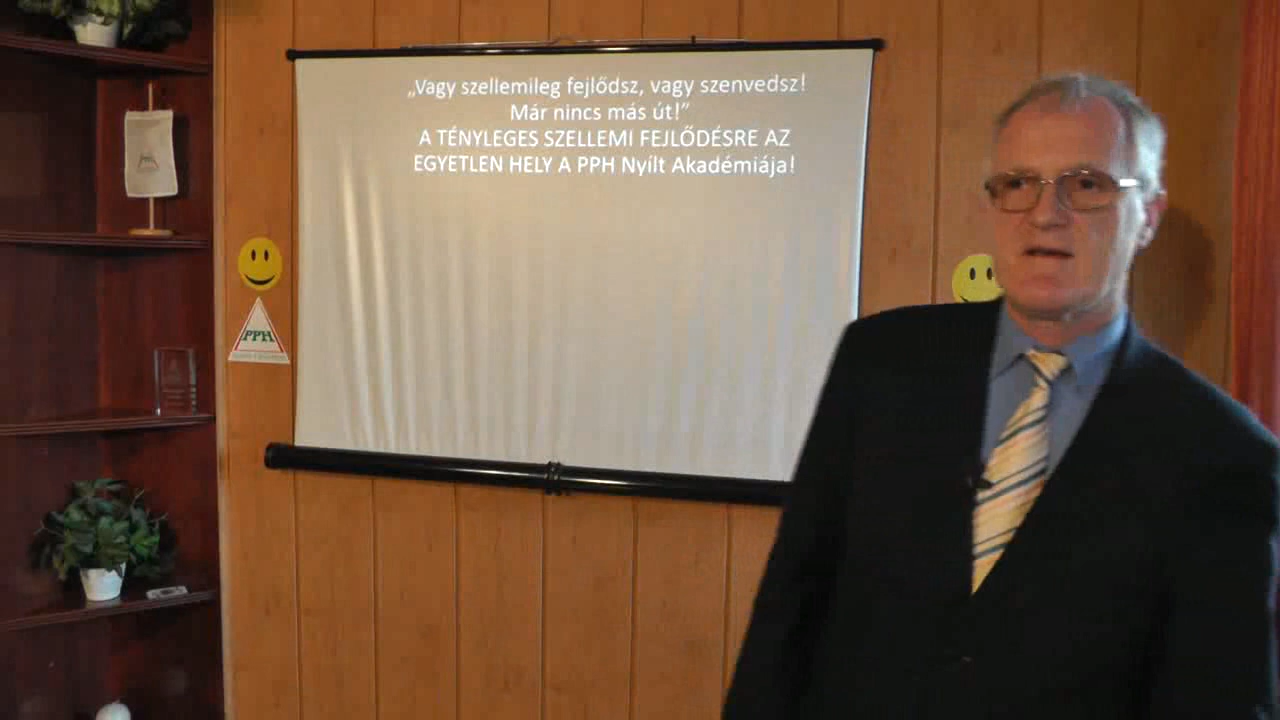 „Vagy szellemileg fejlődsz, vagy szenvedsz!
Már nincs más út!”
A TÉNYLEGES SZELLEMI FEJLŐDÉSRE AZ
EGYETLEN HELY A PPH Nyílt Akadémiája!
PPH